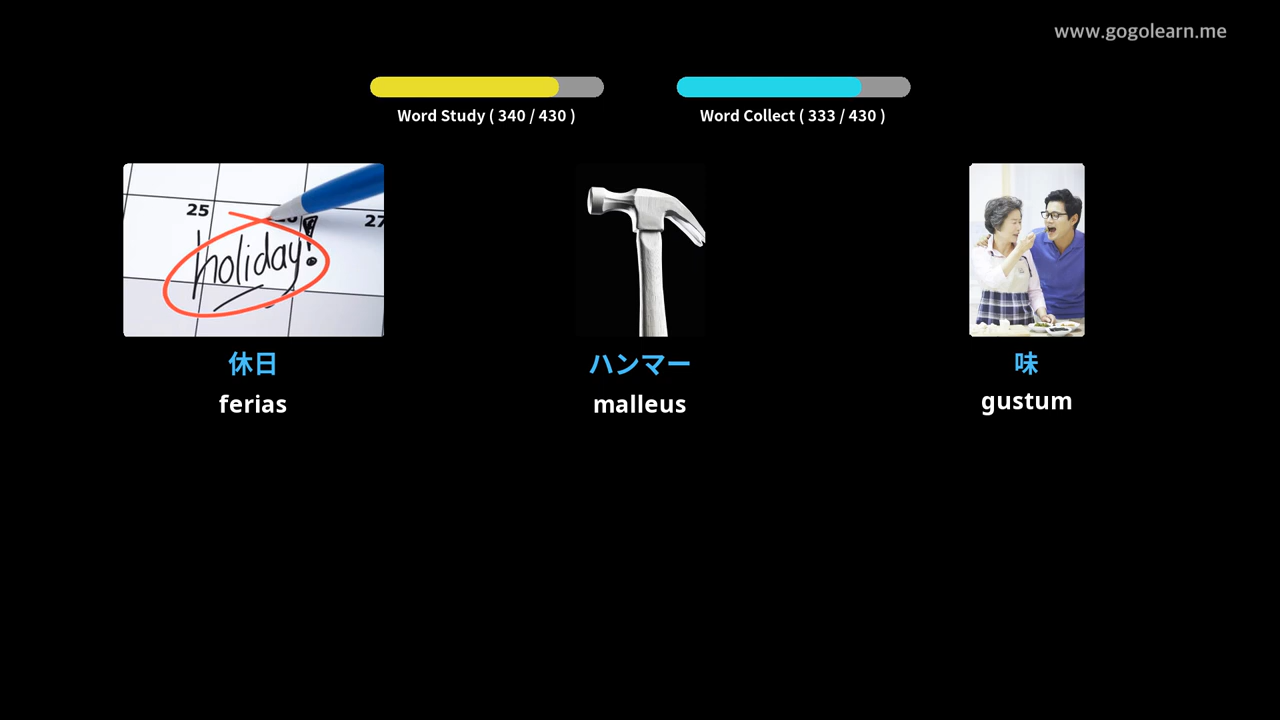 www.gogolearn.me
Word Study ( 340 / 430 )
Word Collect ( 333 / 430 )
25
27
holiday!
休日
ハンマー
味
ferias
malleus
gustum